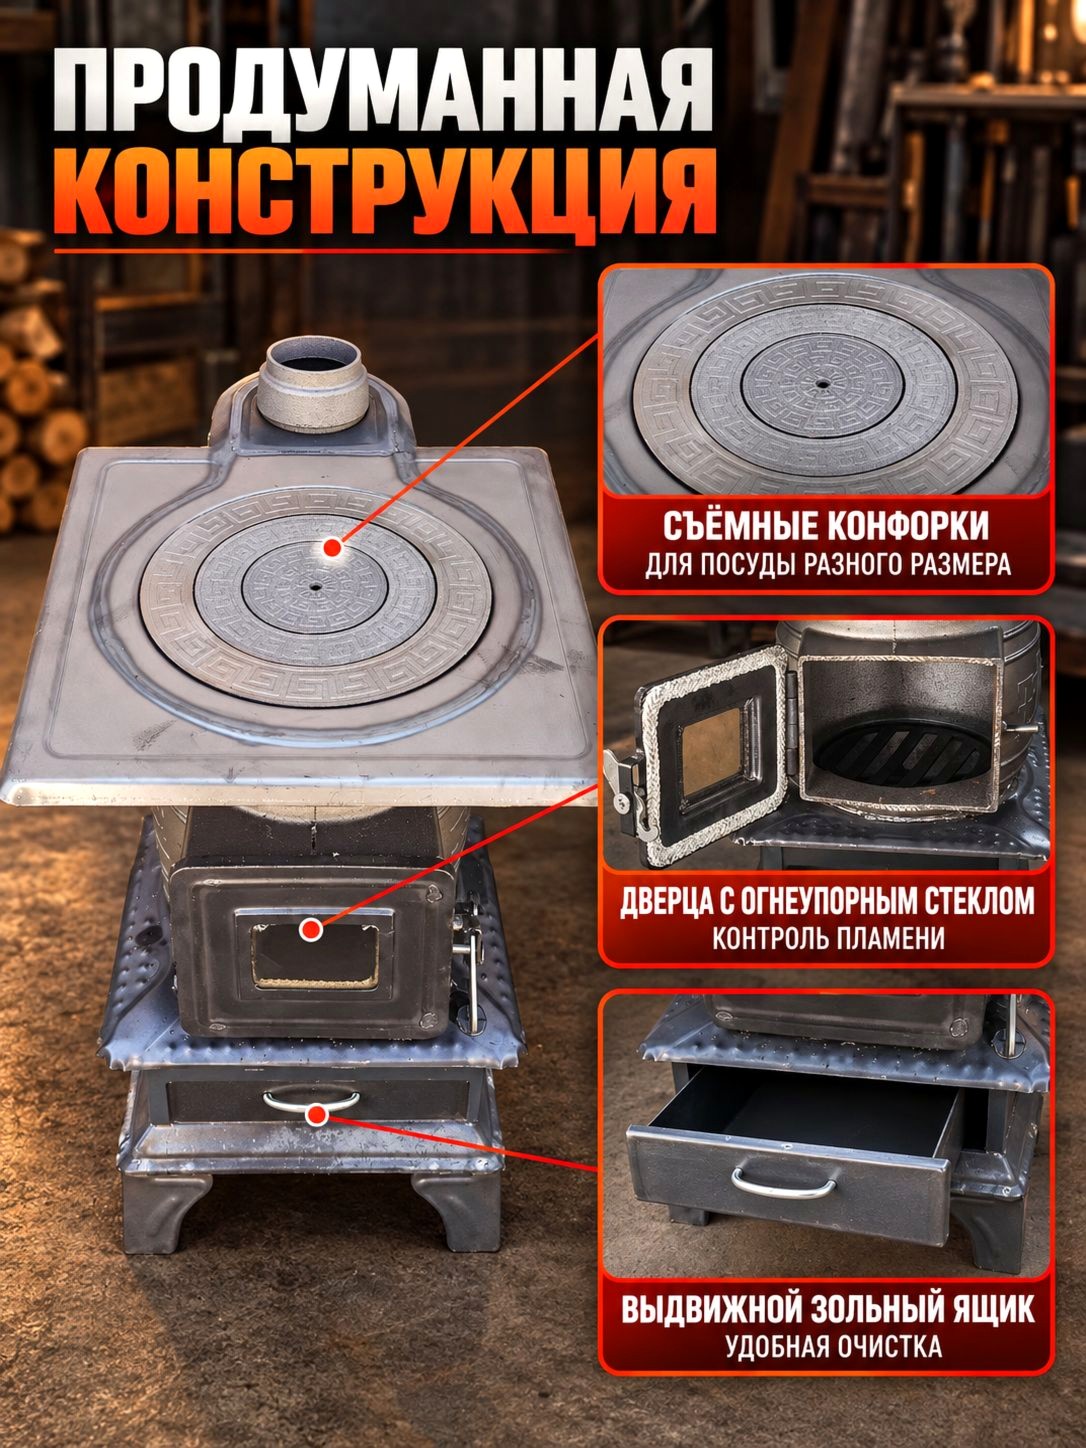 ПРОДУМАННАЯ
КОНСТРУКЦИЯ
СЪЁМНЫЕ КОНФОРКИ
ДЛЯ ПОСУДЫ РАЗНОГО РАЗМЕРА
ДВЕРЦА С ОГНЕУПОРНЫМ СТЕКЛОМ
КОНТРОЛЬ ПЛАМЕНИ
ВЫДВИЖНОЙ ЗОЛЬНЫЙ ЯЩИК
УДОБНАЯ ОЧИСТКА